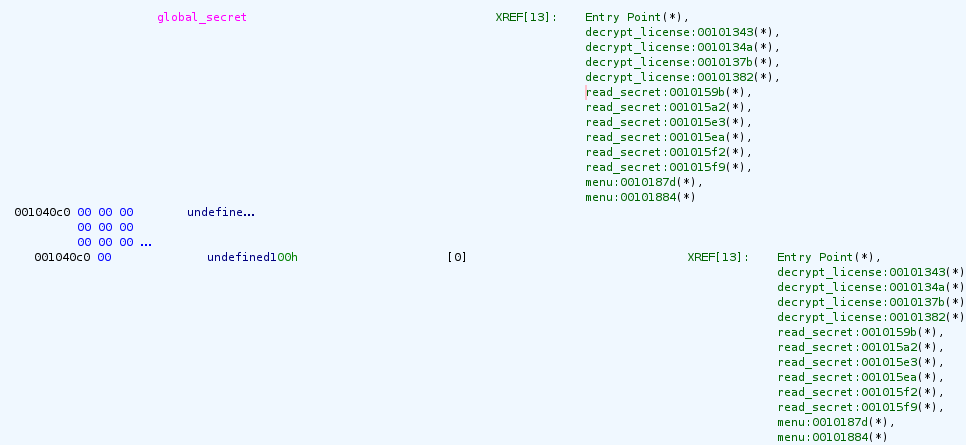 global_secret XREF[13]: Entry Point(*),
decrypt_license:00101343(*),
decrypt_license:0010134a(*),
decrypt_license:0010137b(*),
decrypt_license:00101382(*),
read_secret:0010159b(*),
read_secret:001015a2(*),
read_secret:001015e3(*),
read_secret:001015ea(*),
read_secret:001015f2(*),
read_secret:001015f9(*),
menu:0010187d(*),
menu:00101884(*)
001040c0 00 00 00 undefine...
00 00 00
00 00 00 ...
001040c0 00 undefined100h [0] XREF[13]: Entry Point(*),
decrypt_license:00101343(*)
decrypt_license:0010134a(*)
decrypt_license:0010137b(*)
decrypt_license:00101382(*)
read_secret:0010159b(*),
read_secret:001015a2(*),
read_secret:001015e3(*),
read_secret:001015ea(*),
read_secret:001015f2(*),
read_secret:001015f9(*),
menu:0010187d(*),
menu:00101884(*)